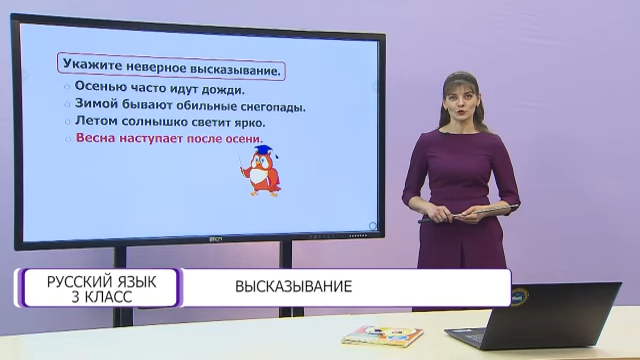 Укажите неверное высказывание.
Осенью часто идут дожди.
Зимой бывают обильные снегопады.
Летом солнышко светит ярко.
Весна наступает после осени.
РУССКИЙ ЯЗЫК
3 КЛАСС
ВЫСКАЗЫВАНИЕ